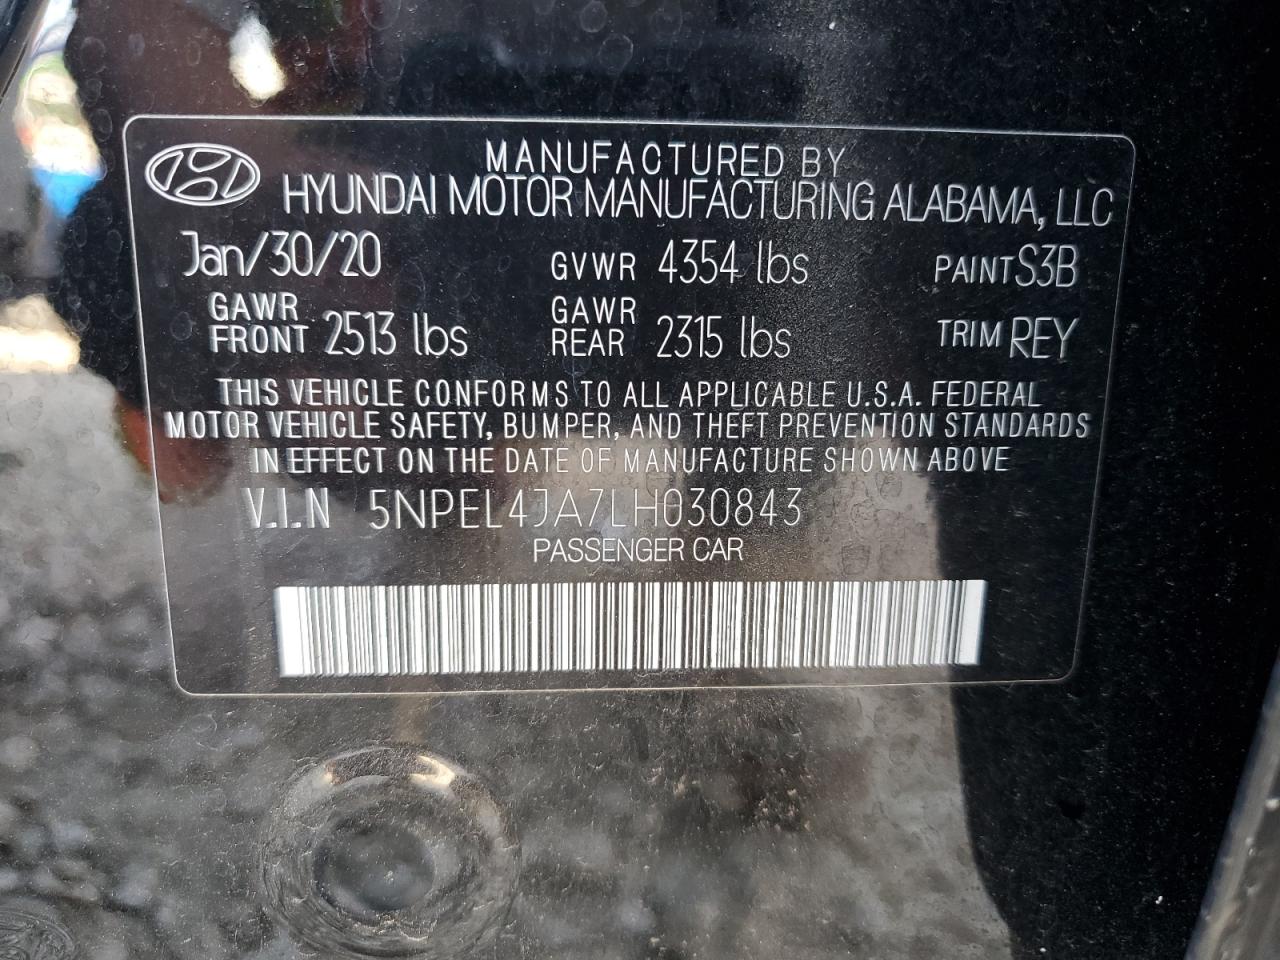 MANUFACTURED BY
HYUNDAI MOTOR MANUFACTURING ALABAMA, LLC
Jan/30/20 GVWR 4354 lbs PAINT S3B
GAWR FRONT 2513 lbs GAWR REAR 2315 lbs TRIM REY
THIS VEHICLE CONFORMS TO ALL APPLICABLE U.S.A. FEDERAL
MOTOR VEHICLE SAFETY, BUMPER, AND THEFT PREVENTION STANDARDS
IN EFFECT ON THE DATE OF MANUFACTURE SHOWN ABOVE
V.I.N 5NPEL4JA7LH030843
PASSENGER CAR